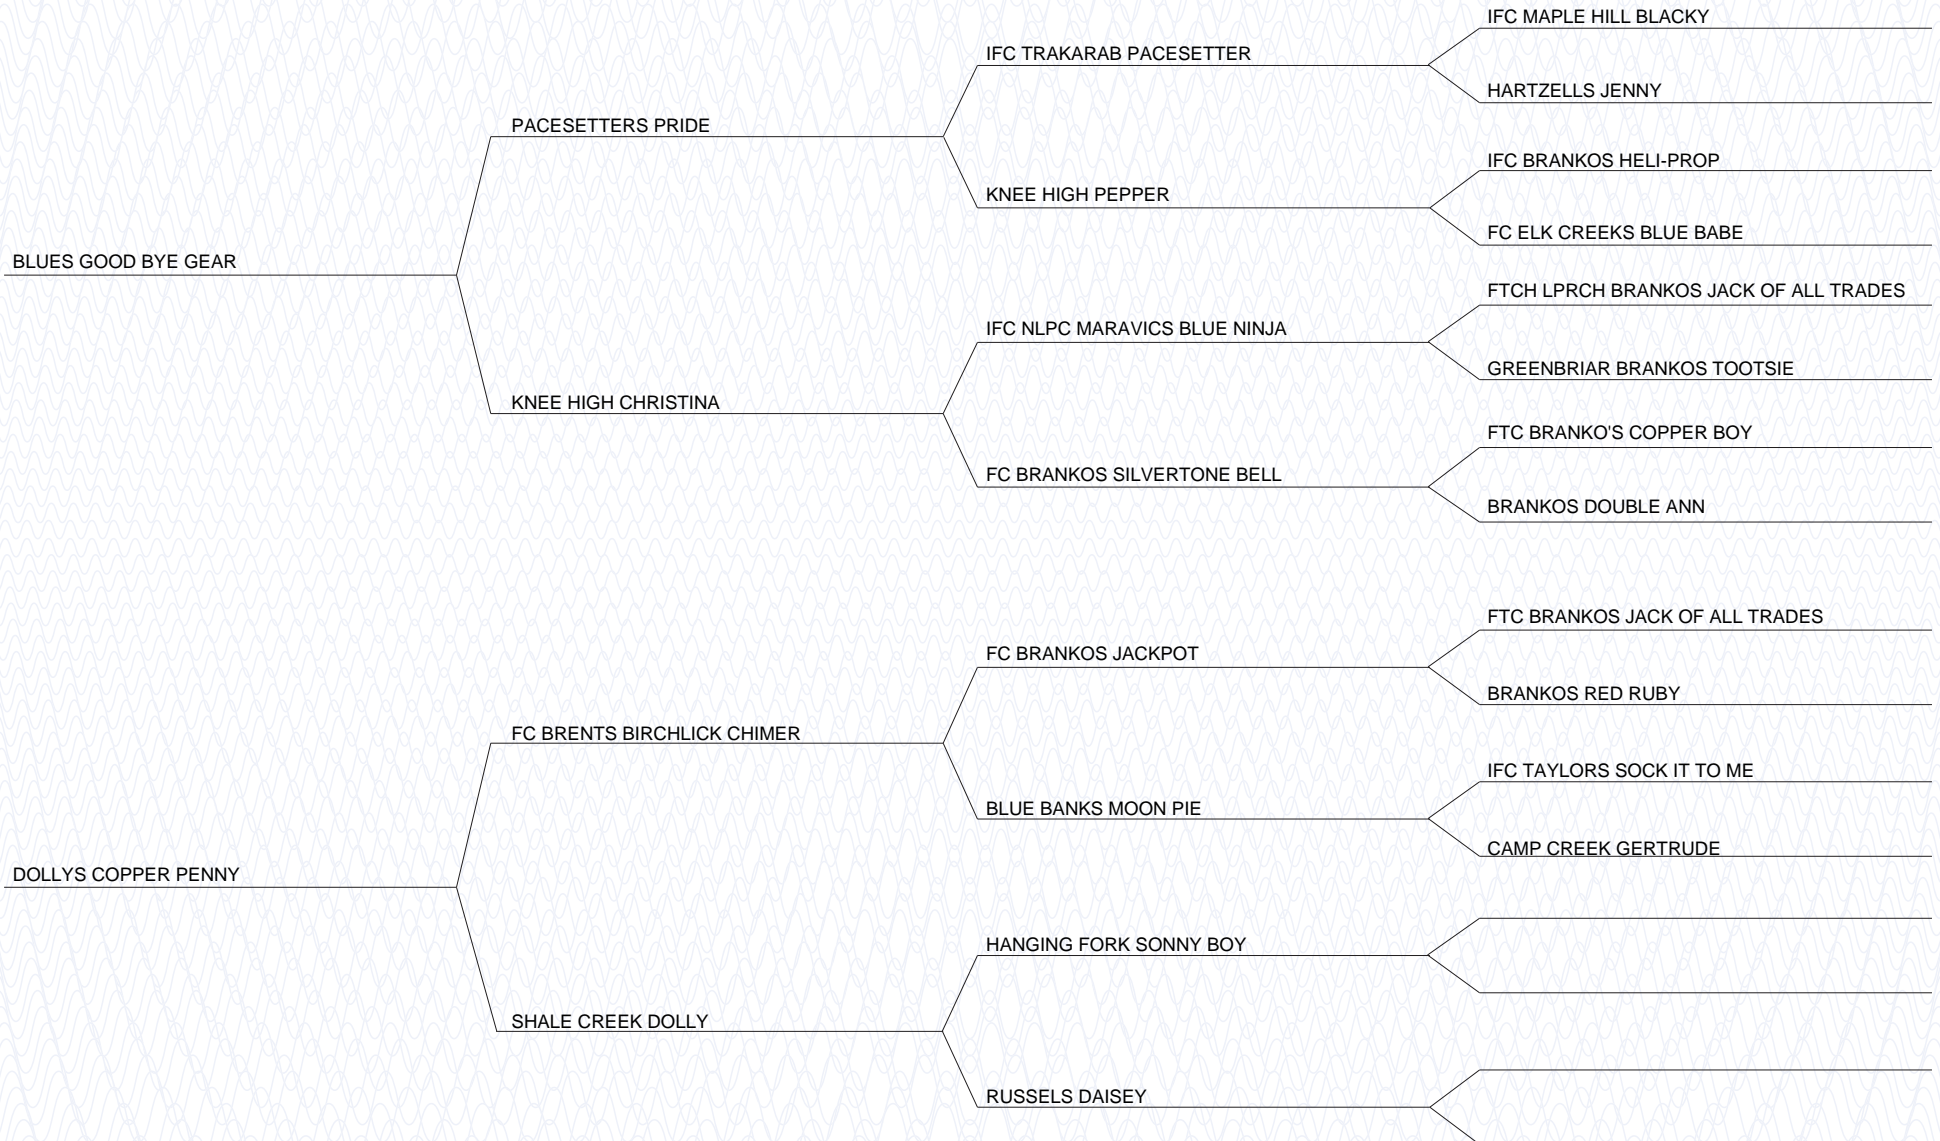 IFC MAPLE HILL BLACKY
IFC TRAKARAB PACESETTER
HARTZELLS JENNY
PACESETTERS PRIDE
IFC BRANKOS HELI-PROP
KNEE HIGH PEPPER
FC ELK CREEKS BLUE BABE
BLUES GOOD BYE GEAR
FTCH LPRCH BRANKOS JACK OF ALL TRADES
IFC NLPC MARAVICS BLUE NINJA
GREENBRIAR BRANKOS TOOTSIE
KNEE HIGH CHRISTINA
FTC BRANKO'S COPPER BOY
FC BRANKOS SILVERTONE BELL
BRANKOS DOUBLE ANN
FTC BRANKOS JACK OF ALL TRADES
FC BRANKOS JACKPOT
BRANKOS RED RUBY
FC BRENTS BIRCHLICK CHIMER
IFC TAYLORS SOCK IT TO ME
BLUE BANKS MOON PIE
CAMP CREEK GERTRUDE
DOLLYS COPPER PENNY
HANGING FORK SONNY BOY
SHALE CREEK DOLLY
RUSSELS DAISEY